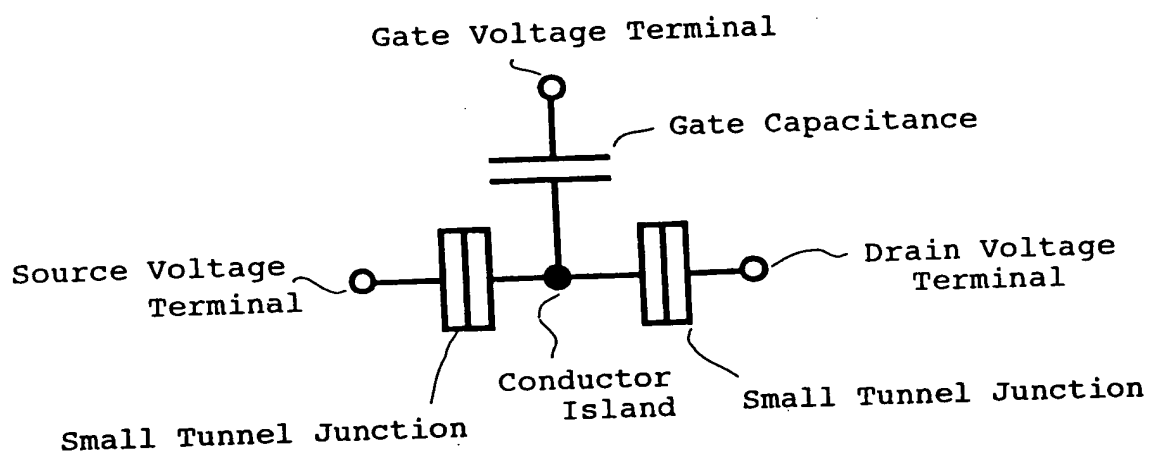 Gate Voltage Terminal
Gate Capacitance
Source Voltage
Terminal
Drain Voltage
Terminal
Conductor
Island
Small Tunnel Junction
Small Tunnel Junction